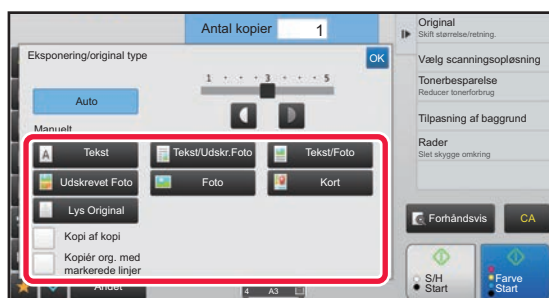 Antal kopier 1
Eksponering/original type
OK
1 3 5
Auto
Manuelt
A Tekst
Tekst/Udskr.Foto
Tekst/Foto
Udskrevet Foto
Foto
Kort
Lys Original
Kopi af kopi
Kopiér org. med
markerede linjer
Andet
4 A3
Original
Skift størrelse/retning.
Vælg scanningsopløsning
Tonerbesparelse
Reducer tonerforbrug
Tilpasning af baggrund
Rader
Slet skygge omkring
Forhåndsvis
CA
S/H
Start
Farve
Start